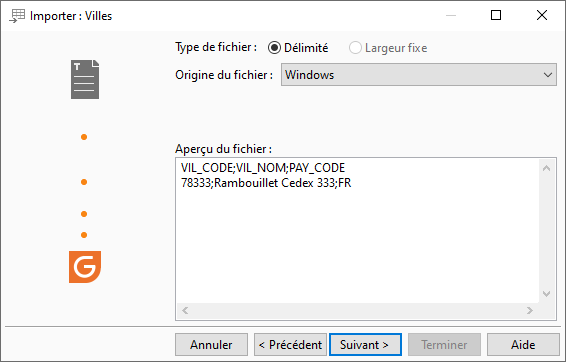 Importer : Villes
Type de fichier : Délimité Largeur fixe
Origine du fichier : Windows
Aperçu du fichier :
VIL_CODE;VIL_NOM;PAY_CODE
78333;Rambouillet Cedex 333;FR
Annuler < Précédent Suivant > Terminer Aide